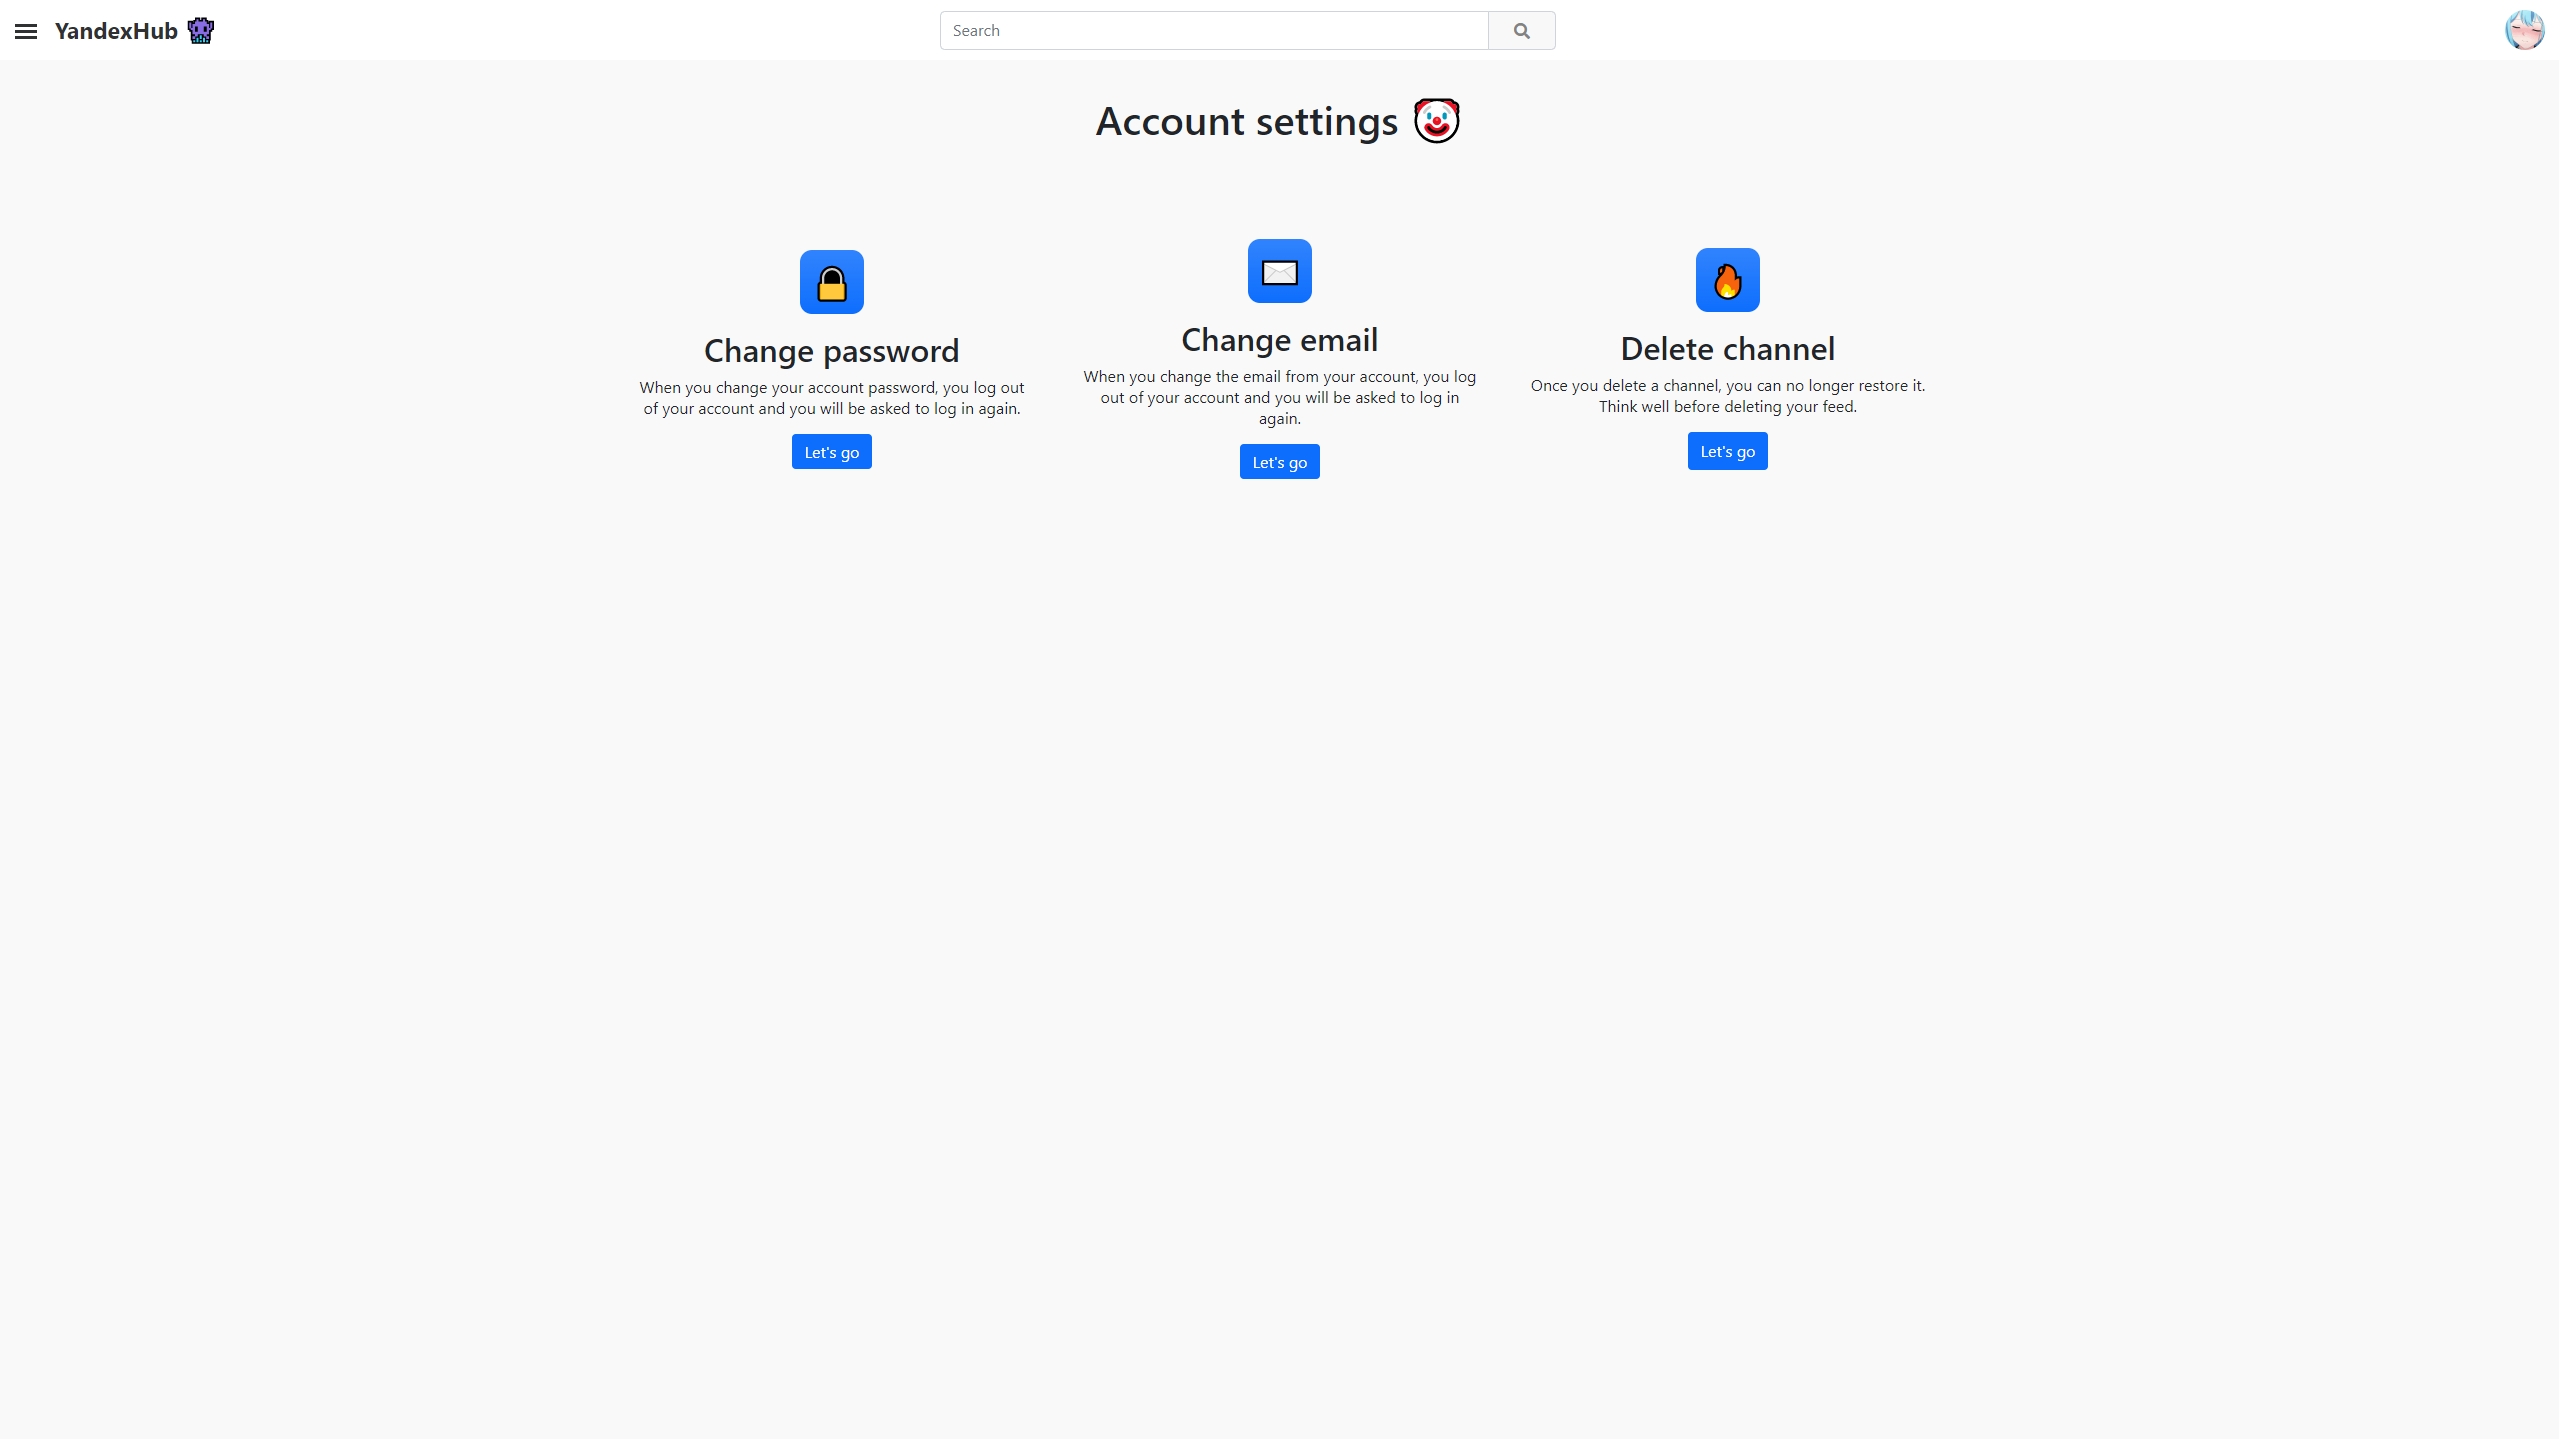 YandexHub
Search
Account settings
Change password
When you change your account password, you log out
of your account and you will be asked to log in again.
Let's go
Change email
When you change the email from your account, you log
out of your account and you will be asked to log in
again.
Let's go
Delete channel
Once you delete a channel, you can no longer restore it.
Think well before deleting your feed.
Let's go